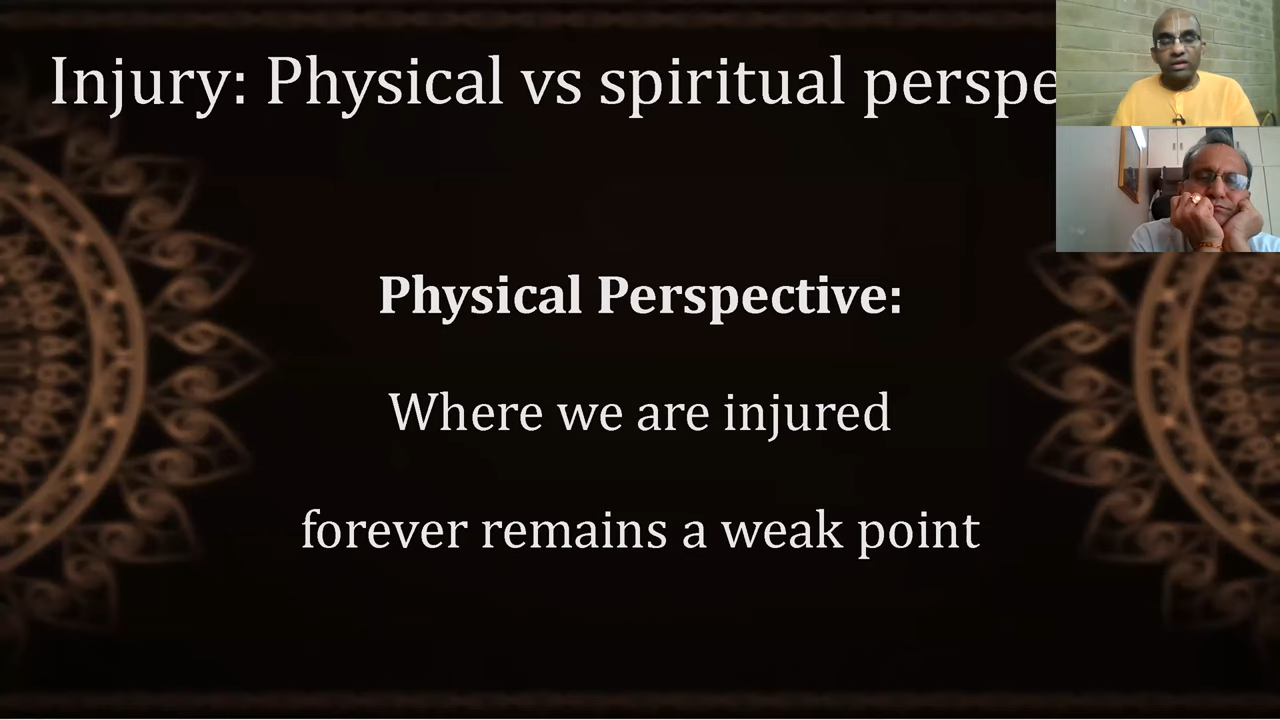 Injury: Physical vs spiritual perspe
Physical Perspective:
Where we are injured
forever remains a weak point